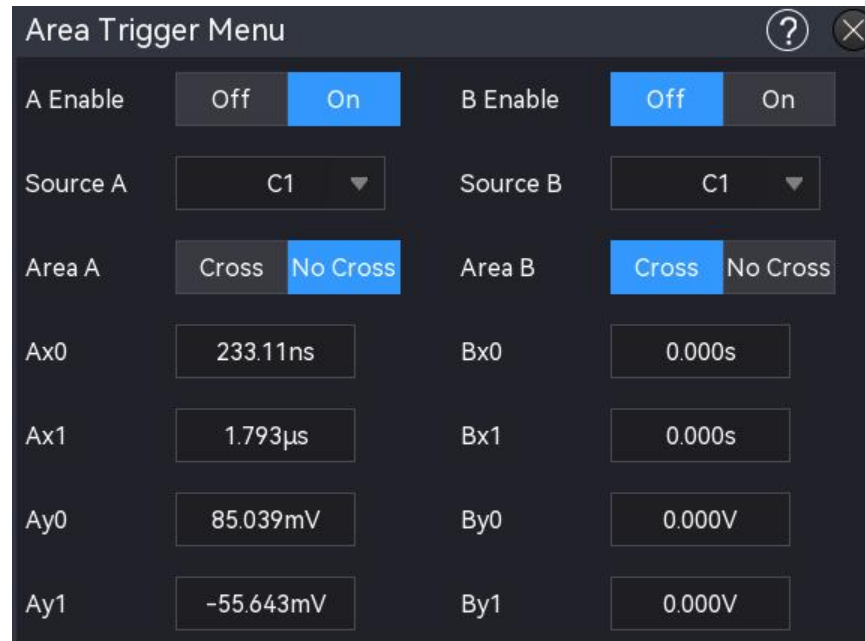 Area Trigger Menu ?
A Enable Off On B Enable Off On
Source A C1 Source B C1
Area A Cross No Cross Area B Cross No Cross
Ax0 233.11ns Bx0 0.000s
Ax1 1.793µs Bx1 0.000s
Ay0 85.039mV By0 0.000V
Ay1 -55.643mV By1 0.000V